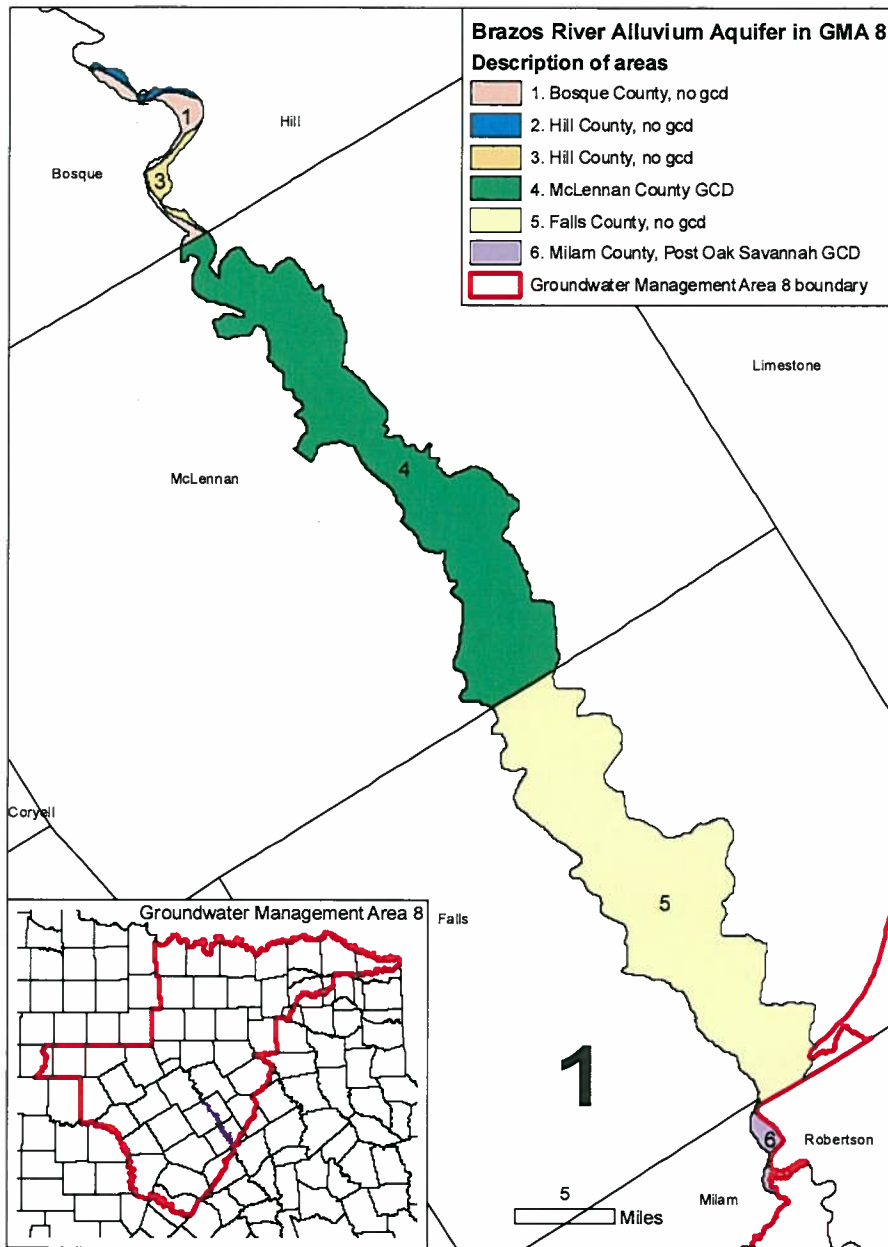 Brazos River Alluvium Aquifer in GMA 8
Description of areas
1. Bosque County, no gcd
2. Hill County, no gcd
3. Hill County, no gcd
4. McLennan County GCD
5. Falls County, no gcd
6. Milam County, Post Oak Savannah GCD
Groundwater Management Area 8 boundary
1
Hill
Bosque
3
Limestone
4
McLennan
Coryell
5
Groundwater Management Area 8
Falls
1
6
Robertson
Milam
5
Miles